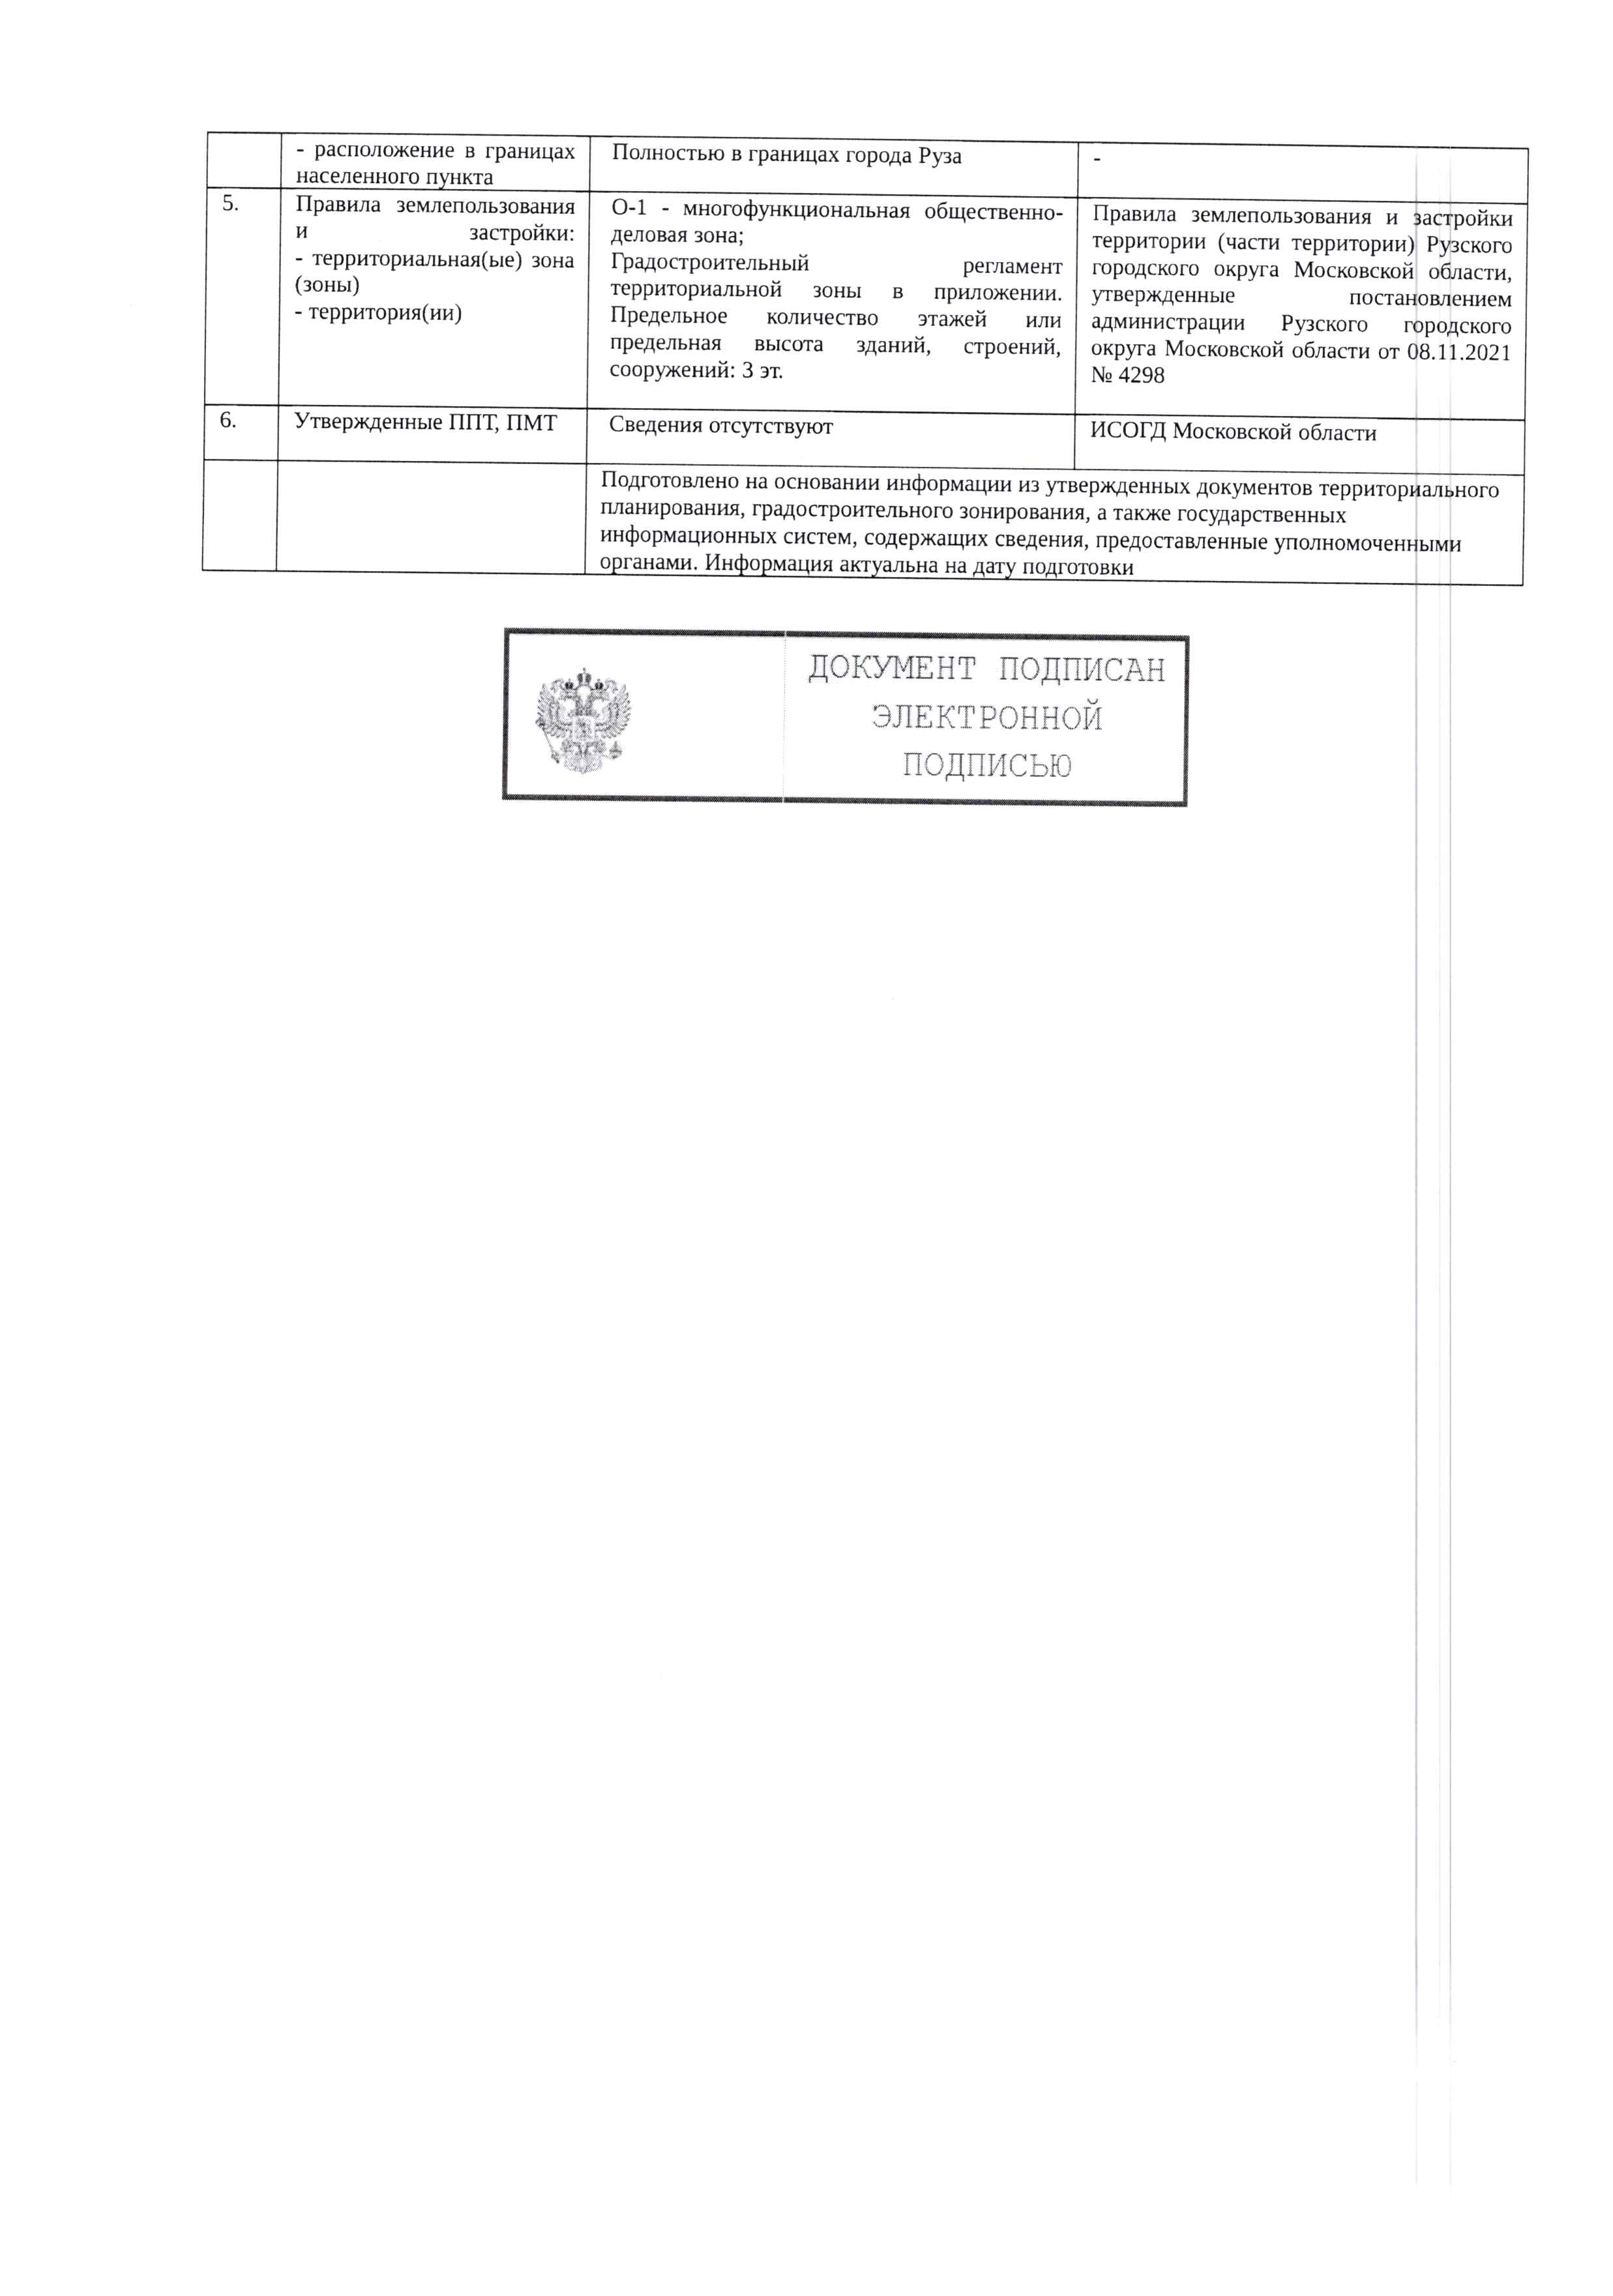 - расположение в границах
населенного пункта
Полностью в границах города Руза
-
5.
Правила землепользования
и застройки:
- территориальная(ые) зона
(зоны)
- территория(ии)
О-1 - многофункциональная общественно-
деловая зона;
Градостроительный регламент
территориальной зоны в приложении.
Предельное количество этажей или
предельная высота зданий, строений,
сооружений: 3 эт.
Правила землепользования и застройки
территории (части территории) Рузского
городского округа Московской области,
утвержденные постановлением
администрации Рузского городского
округа Московской области от 08.11.2021
№ 4298
6.
Утвержденные ППТ, ПМТ
Сведения отсутствуют
ИСОГД Московской области
Подготовлено на основании информации из утвержденных документов территориального
планирования, градостроительного зонирования, а также государственных
информационных систем, содержащих сведения, предоставленные уполномоченными
органами. Информация актуальна на дату подготовки
ДОКУМЕНТ ПОДПИСАН
ЭЛЕКТРОННОЙ
ПОДПИСЬЮ